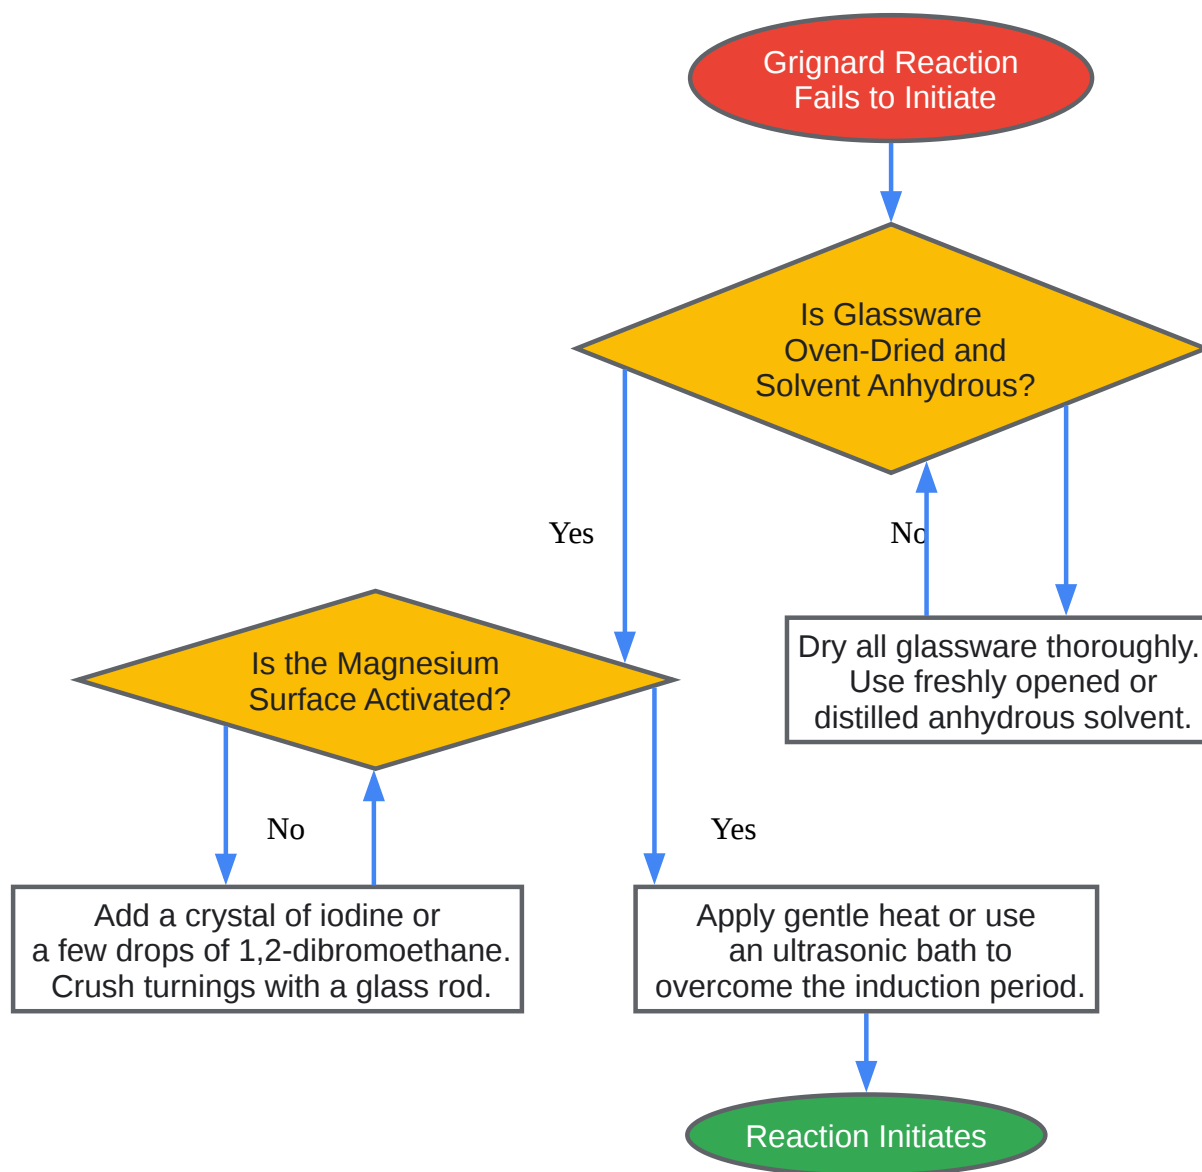 Grignard Reaction
Fails to Initiate
Is Glassware
Oven-Dried and
Solvent Anhydrous?
Yes
No
Dry all glassware thoroughly.
Use freshly opened or
distilled anhydrous solvent.
Is the Magnesium
Surface Activated?
No
Yes
Add a crystal of iodine or
a few drops of 1,2-dibromoethane.
Crush turnings with a glass rod.
Apply gentle heat or use
an ultrasonic bath to
overcome the induction period.
Reaction Initiates